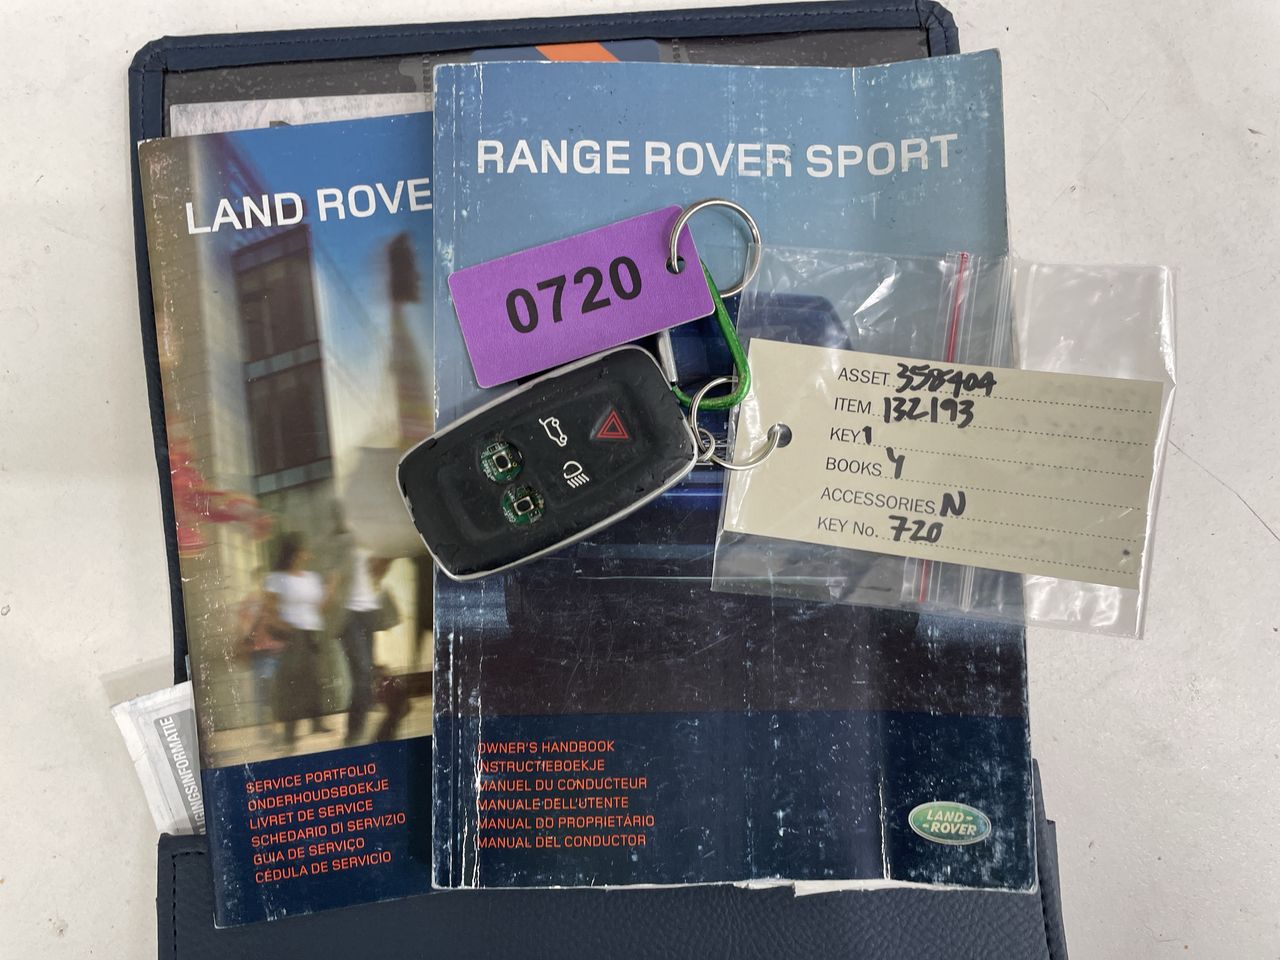 LAND ROVE
SERVICE PORTFOLIO
ONDERHOUDSBOEKJE
LIVRET DE SERVICE
SCHEDARIO DI SERVIZIO
GUIA DE SERVIÇO
CÉDULA DE SERVICIO
RANGE ROVER SPORT
OWNER'S HANDBOOK
INSTRUCTIEBOEKJE
MANUEL DU CONDUCTEUR
MANUALE DELL'UTENTE
MANUAL DO PROPRIETÁRIO
MANUAL DEL CONDUCTOR
LAND-
-ROVER
0720
ASSET 358404
ITEM 132193
KEY 1
BOOKS Y
ACCESSORIES N
KEY No. 720